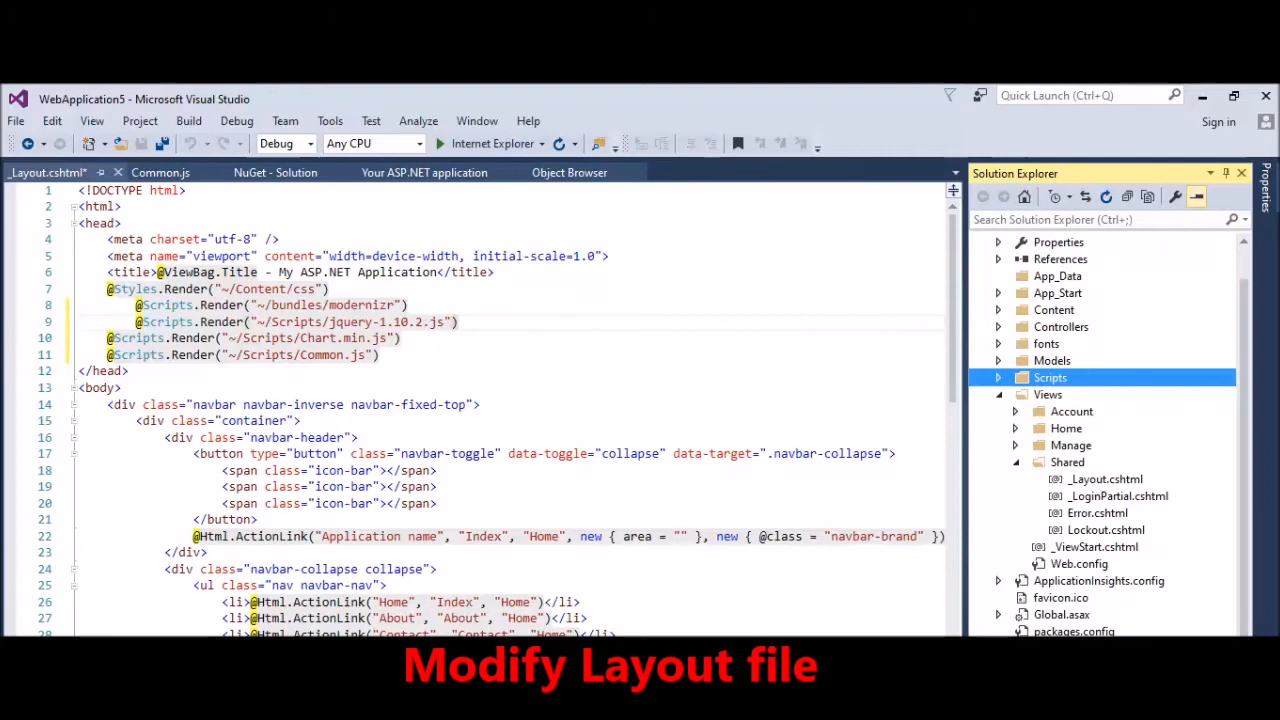 WebApplication5 - Microsoft Visual Studio
Quick Launch (Ctrl+Q)
File Edit View Project Build Debug Team Tools Test Analyze Window Help
Sign in
Debug Any CPU Internet Explorer
_Layout.cshtml* Common.js NuGet - Solution Your ASP.NET application Object Browser
1 <!DOCTYPE html>
2 <html>
3 <head>
4 <meta charset="utf-8" />
5 <meta name="viewport" content="width=device-width, initial-scale=1.0">
6 <title>@ViewBag.Title - My ASP.NET Application</title>
7 @Styles.Render("~/Content/css")
8 @Scripts.Render("~/bundles/modernizr")
9 @Scripts.Render("~/Scripts/jquery-1.10.2.js")
10 @Scripts.Render("~/Scripts/Chart.min.js")
11 @Scripts.Render("~/Scripts/Common.js")
12 </head>
13 <body>
14 <div class="navbar navbar-inverse navbar-fixed-top">
15 <div class="container">
16 <div class="navbar-header">
17 <button type="button" class="navbar-toggle" data-toggle="collapse" data-target=".navbar-collapse">
18 <span class="icon-bar"></span>
19 <span class="icon-bar"></span>
20 <span class="icon-bar"></span>
21 </button>
22 @Html.ActionLink("Application name", "Index", "Home", new { area = "" }, new { @class = "navbar-brand" })
23 </div>
24 <div class="navbar-collapse collapse">
25 <ul class="nav navbar-nav">
26 <li>@Html.ActionLink("Home", "Index", "Home")</li>
27 <li>@Html.ActionLink("About", "About", "Home")</li>
28 <li>@Html.ActionLink("Contact", "Contact", "Home")</li>
Solution Explorer
Search Solution Explorer (Ctrl+;)
Properties
References
App_Data
App_Start
Content
Controllers
fonts
Models
Scripts
Views
Account
Home
Manage
Shared
_Layout.cshtml
_LoginPartial.cshtml
Error.cshtml
Lockout.cshtml
_ViewStart.cshtml
Web.config
ApplicationInsights.config
favicon.ico
Global.asax
packages.config
Properties
Modify Layout file